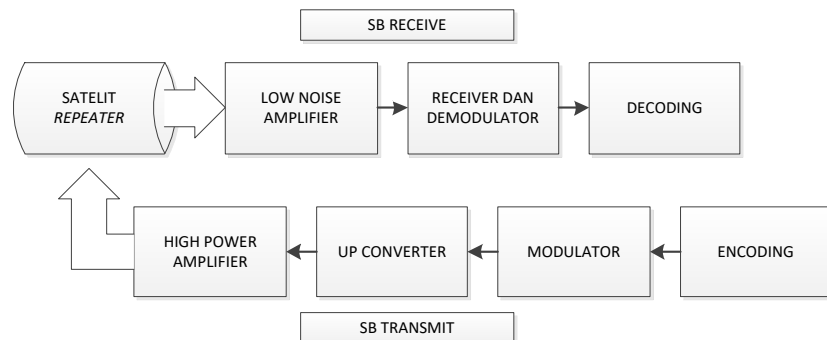 SB RECEIVE
SATELIT
REPEATER
LOW NOISE
AMPLIFIER
RECEIVER DAN
DEMODULATOR
DECODING
HIGH POWER
AMPLIFIER
UP CONVERTER
MODULATOR
ENCODING
SB TRANSMIT